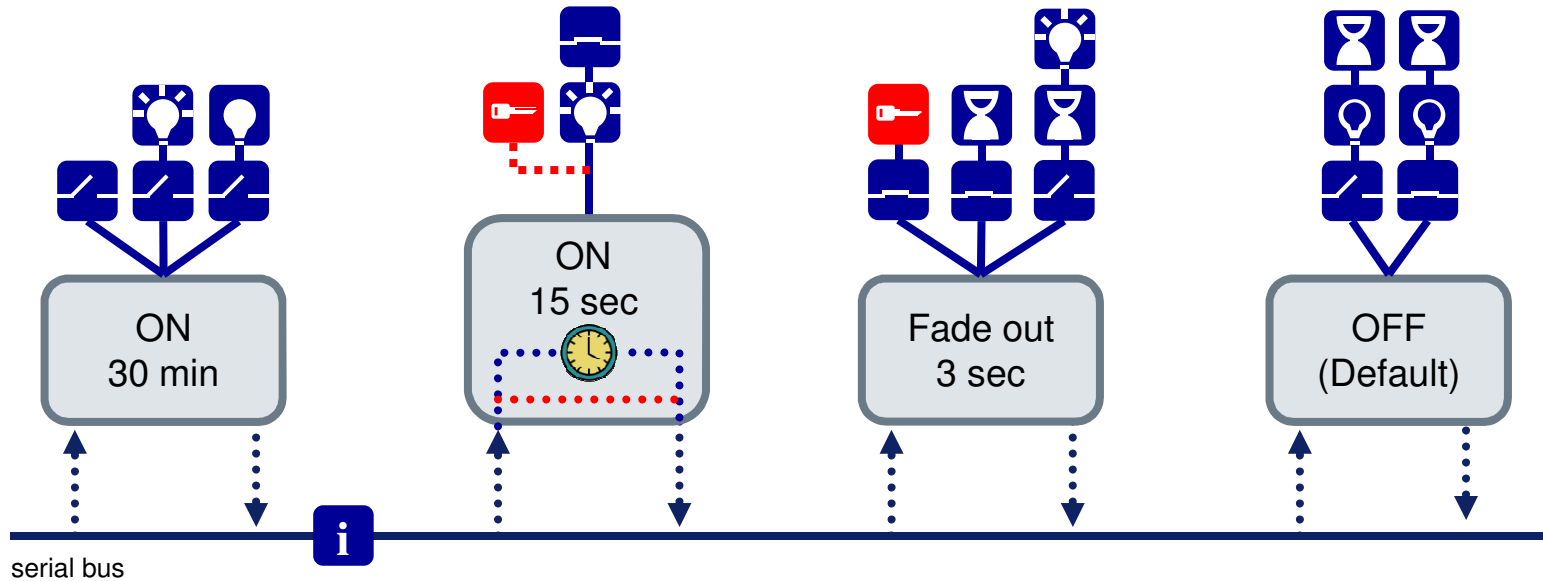 ON
30 min
ON
15 sec
Fade out
3 sec
OFF
(Default)
i
serial bus